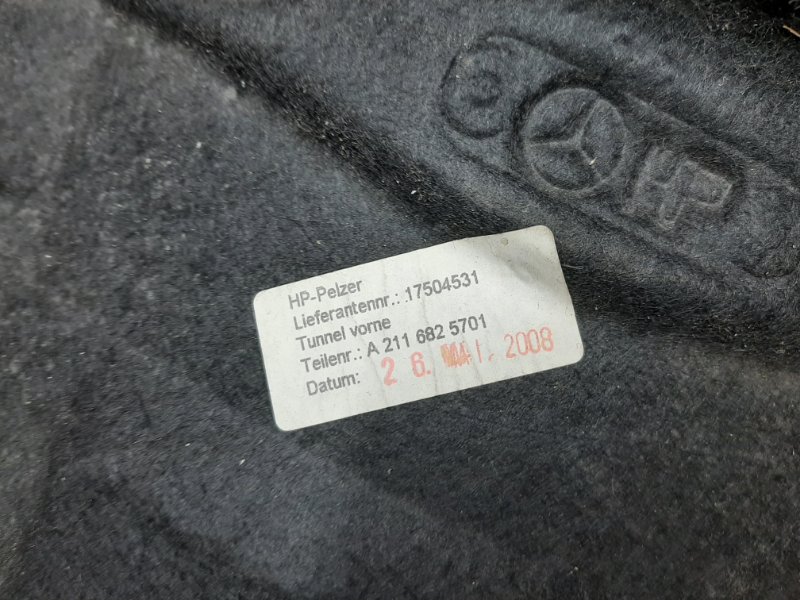 HP
HP-Pelzer
Lieferantennr.: 17504531
Tunnel vorne
Teilenr.: A 211 682 5701
Datum: 26. MAI. 2008